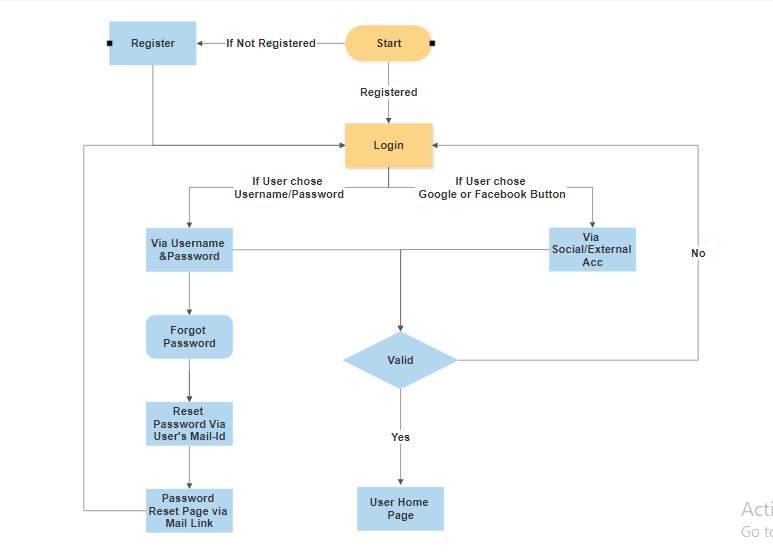 Register
If Not Registered
Start
Registered
Login
If User chose
Username/Password
If User chose
Google or Facebook Button
Via Username
&Password
Via
Social/External
Acc
No
Forgot
Password
Valid
Reset
Password Via
User's Mail-Id
Yes
Password
Reset Page via
Mail Link
User Home
Page
Acti
Go to